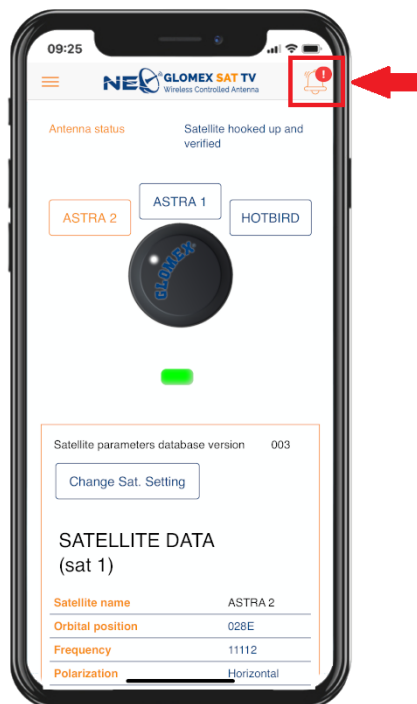 09:25
NEO GLOMEX SAT TV
Wireless Controlled Antenna
!
Antenna status Satellite hooked up and
verified
ASTRA 2 ASTRA 1 HOTBIRD
GLOMEX
Satellite parameters database version 003
Change Sat. Setting
SATELLITE DATA
(sat 1)
Satellite name ASTRA 2
Orbital position 028E
Frequency 11112
Polarization Horizontal